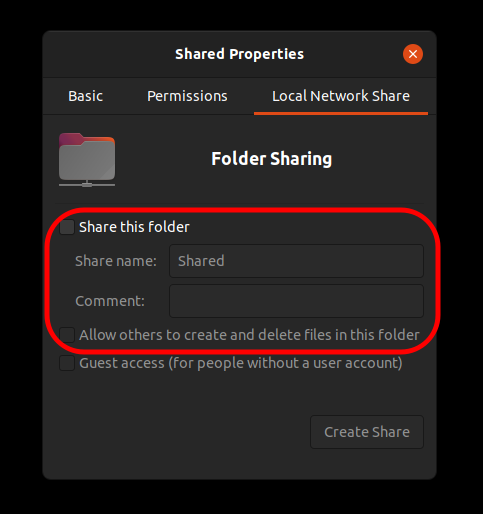 Shared Properties
Basic Permissions Local Network Share
Folder Sharing
Share this folder
Share name: Shared
Comment:
Allow others to create and delete files in this folder
Guest access (for people without a user account)
Create Share